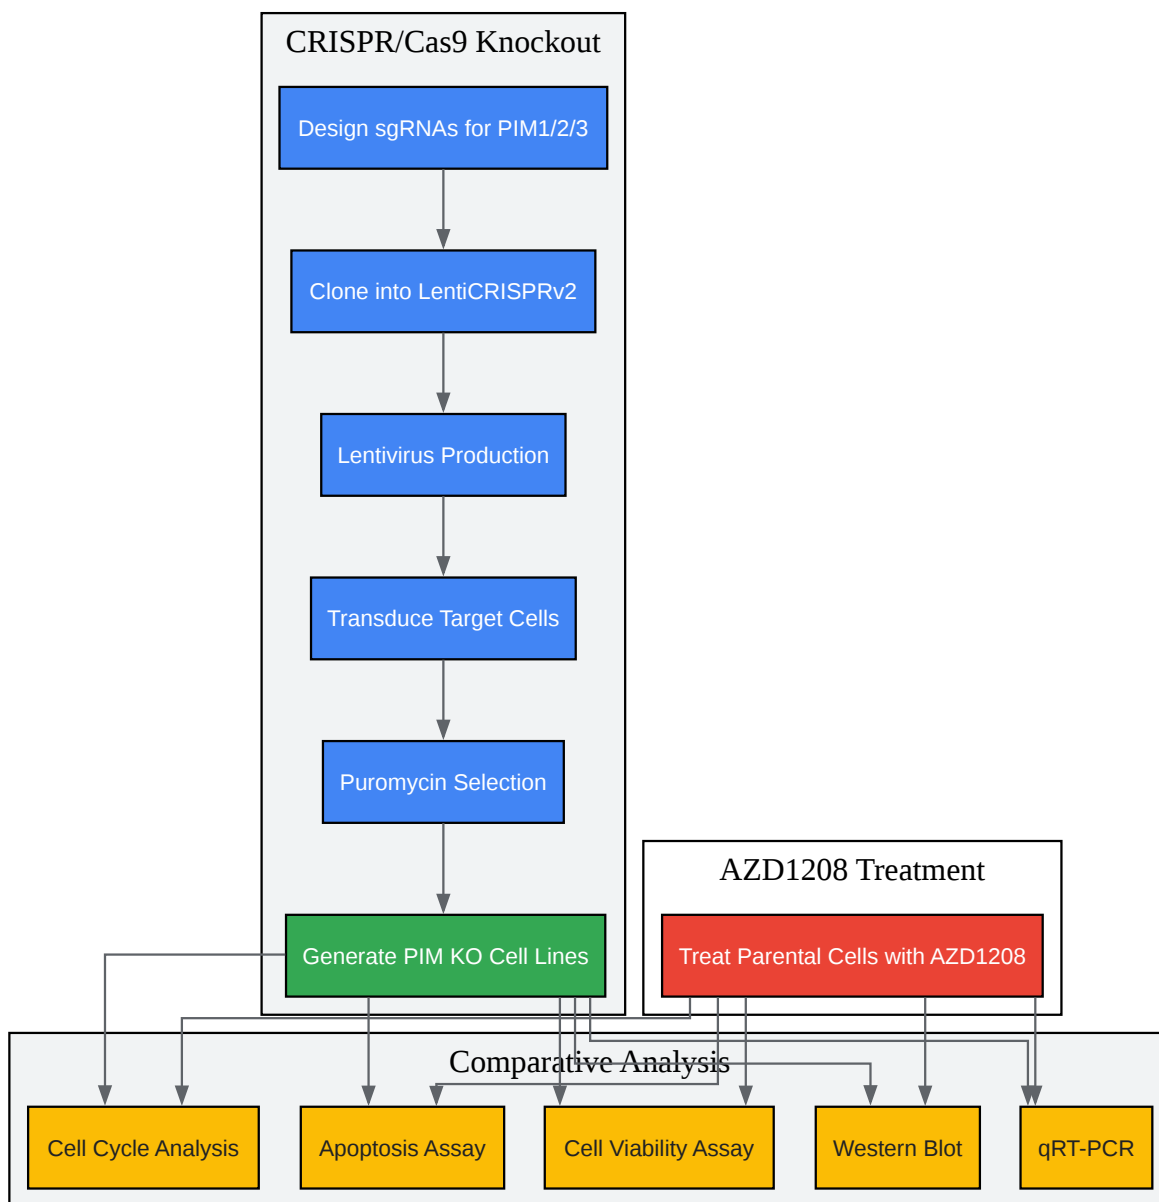 CRISPR/Cas9 Knockout
Design sgRNAs for PIM1/2/3
Clone into LentiCRISPRv2
Lentivirus Production
Transduce Target Cells
Puromycin Selection
Generate PIM KO Cell Lines
AZD1208 Treatment
Treat Parental Cells with AZD1208
Comparative Analysis
Cell Cycle Analysis
Apoptosis Assay
Cell Viability Assay
Western Blot
qRT-PCR